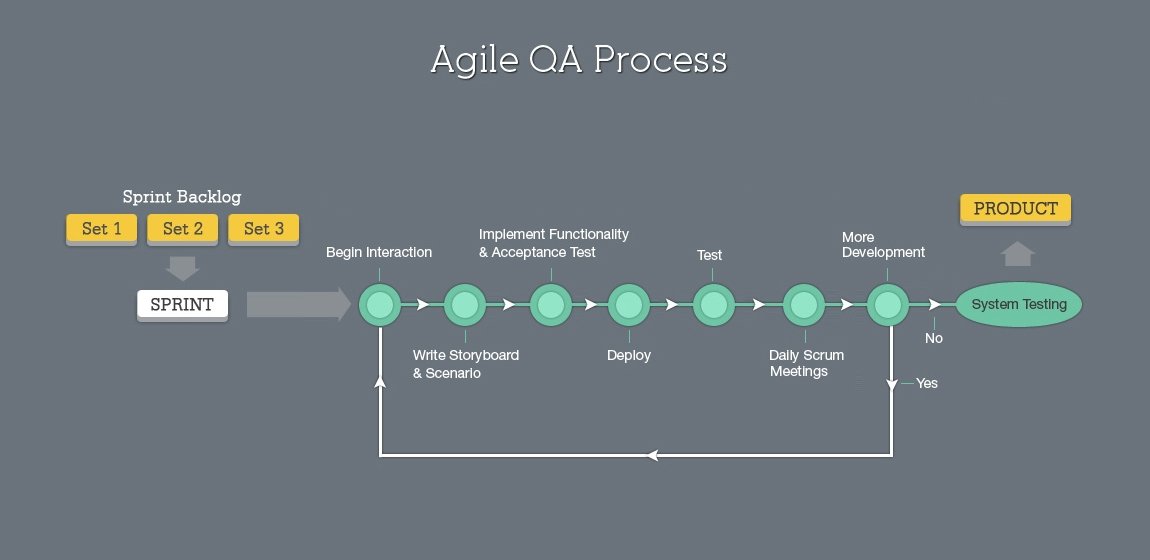 Agile QA Process
Sprint Backlog
Set 1
Set 2
Set 3
SPRINT
Begin Interaction
Write Storyboard
& Scenario
Implement Functionality
& Acceptance Test
Deploy
Test
Daily Scrum
Meetings
More
Development
No
Yes
System Testing
PRODUCT